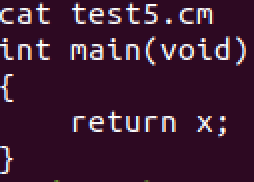 cat test5.cm
int main(void)
{
    return x;
}